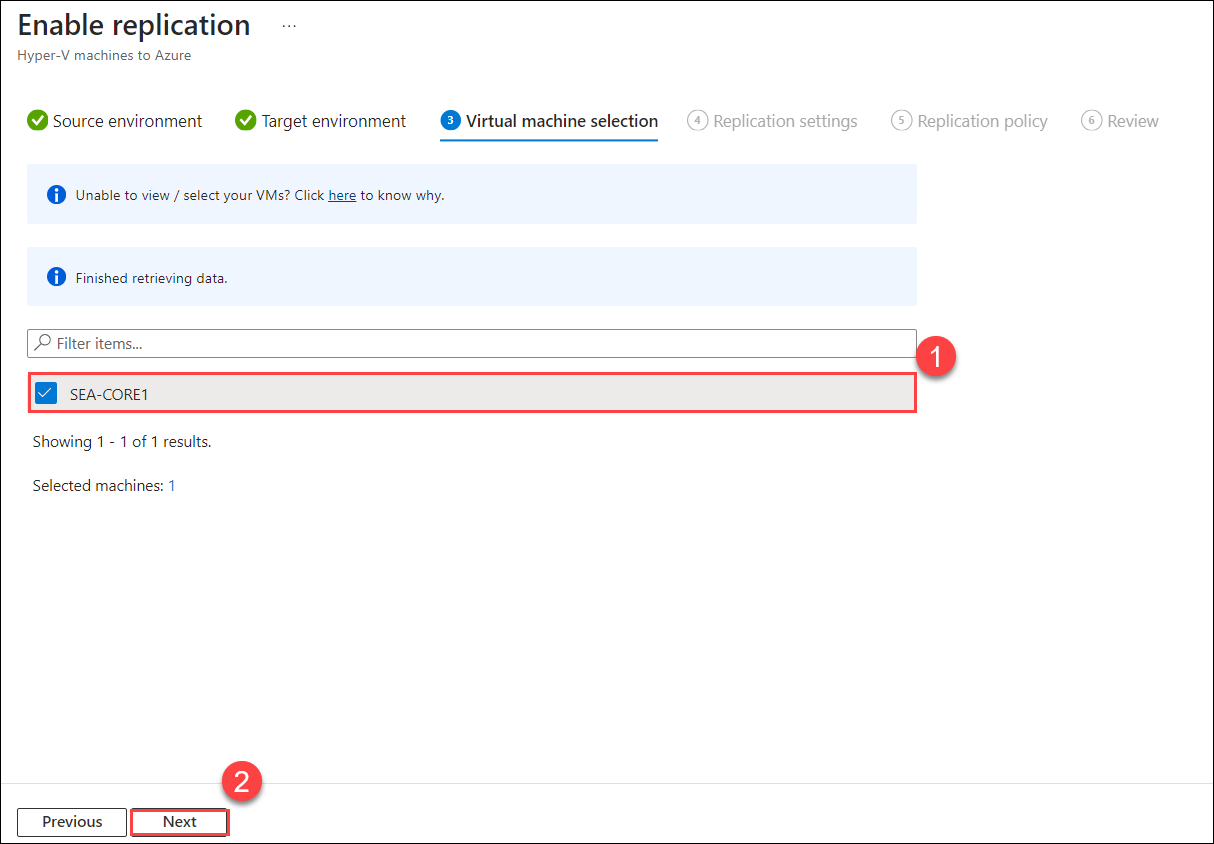 Enable replication ...
Hyper-V machines to Azure
Source environment Target environment 3 Virtual machine selection 4 Replication settings 5 Replication policy 6 Review
Unable to view / select your VMs? Click here to know why.
Finished retrieving data.
Filter items...
1
SEA-CORE1
Showing 1 - 1 of 1 results.
Selected machines: 1
2
Previous Next